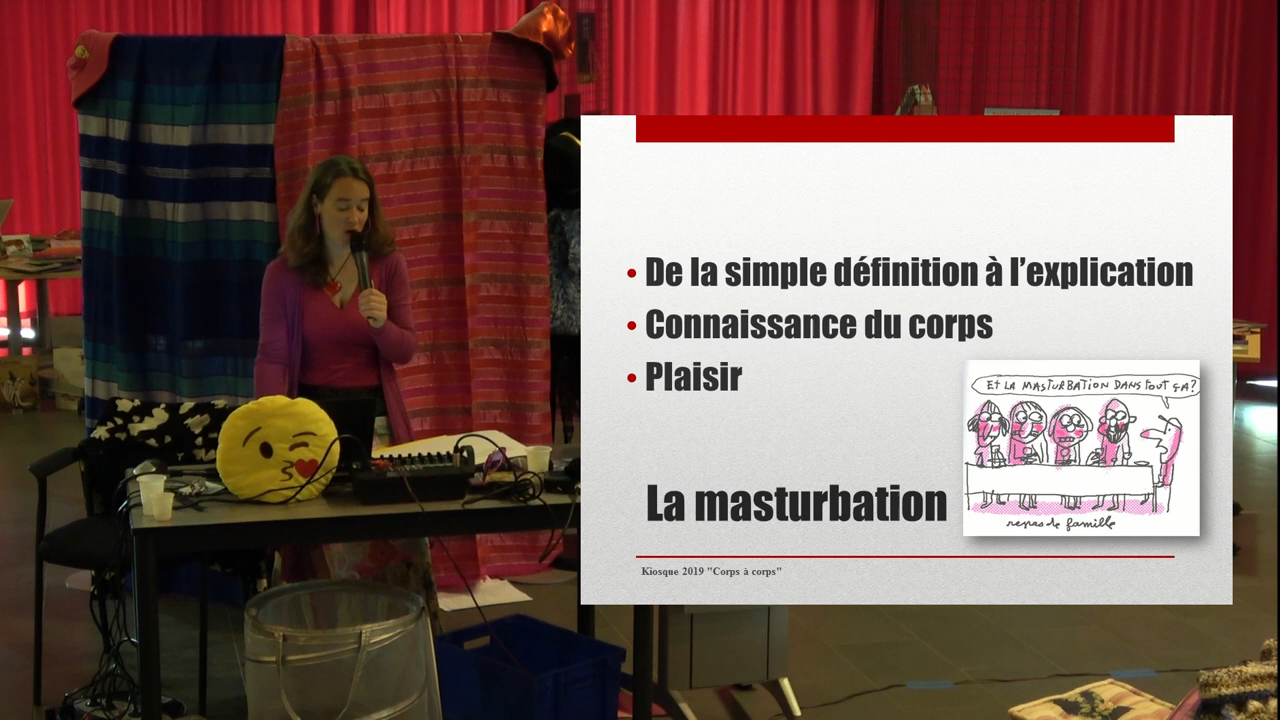 • De la simple définition à l'explication
• Connaissance du corps
• Plaisir
ET LA MASTURBATION DANS TOUT ÇA?
repas de famille
La masturbation
Kiosque 2019 "Corps à corps"